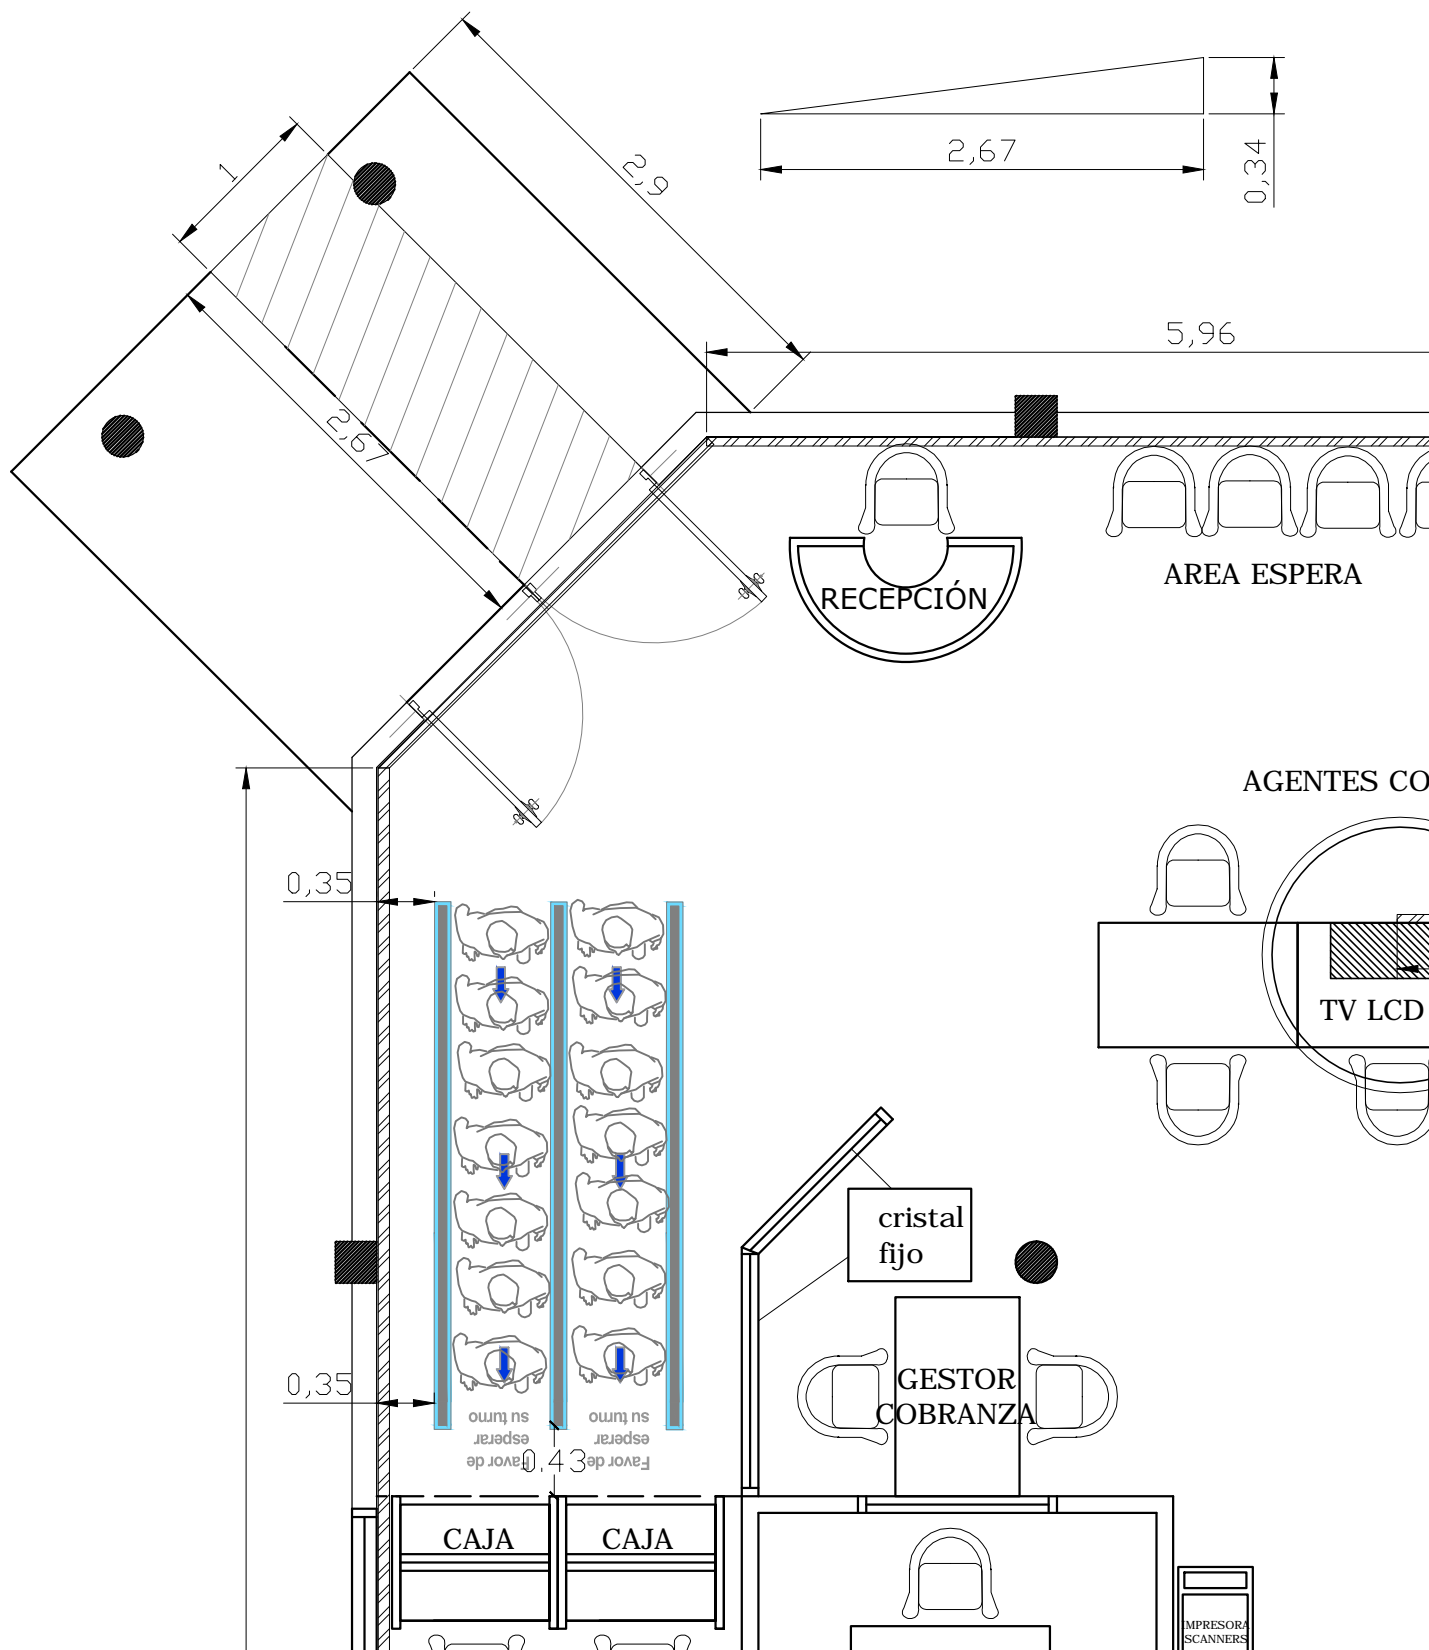 2,9
1
2,67
0,34
5,96
2,67
AREA ESPERA
RECEPCIÓN
AGENTES CO
0,35
TV LCD
cristal
fijo
0,35
GESTOR
COBRANZA
Favor de
esperar
su turno
Favor de
esperar
su turno
0,43
CAJA
CAJA
IMPRESORA
SCANNERS